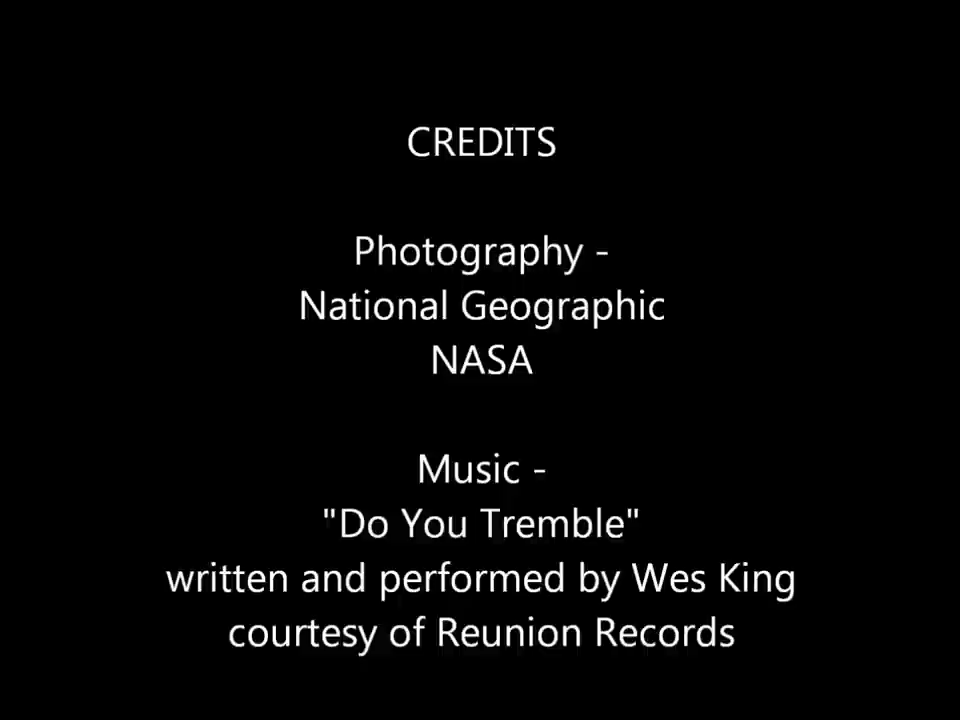 CREDITS
Photography -
National Geographic
NASA
Music -
"Do You Tremble"
written and performed by Wes King
courtesy of Reunion Records